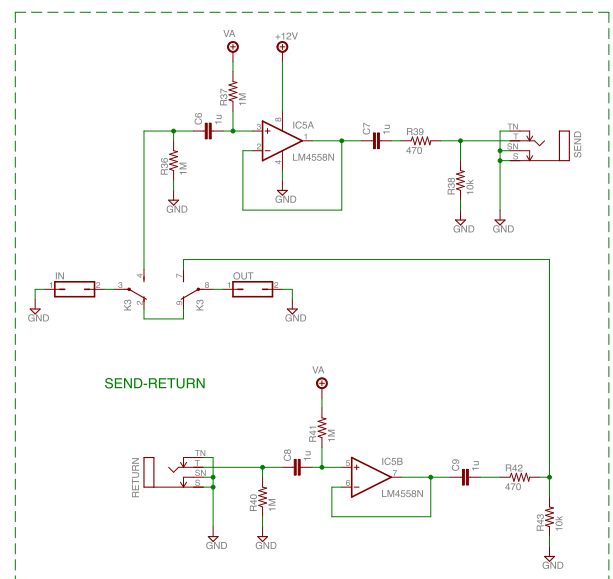 VA
+12V
R37
1M
C6
1u
3
2
8
1
4
IC5A
LM4558N
GND
R36
1M
GND
C7
1u
R39
470
R38
10k
GND
TN
T
SN
S
GND
SEND
IN
1
2
GND
3
4
2
K3
7
8
9
K3
OUT
1
2
GND
SEND-RETURN
VA
R41
1M
RETURN
TN
T
SN
S
GND
C8
1u
R40
1M
GND
5
6
7
IC5B
LM4558N
C9
1u
R42
470
R43
10k
GND